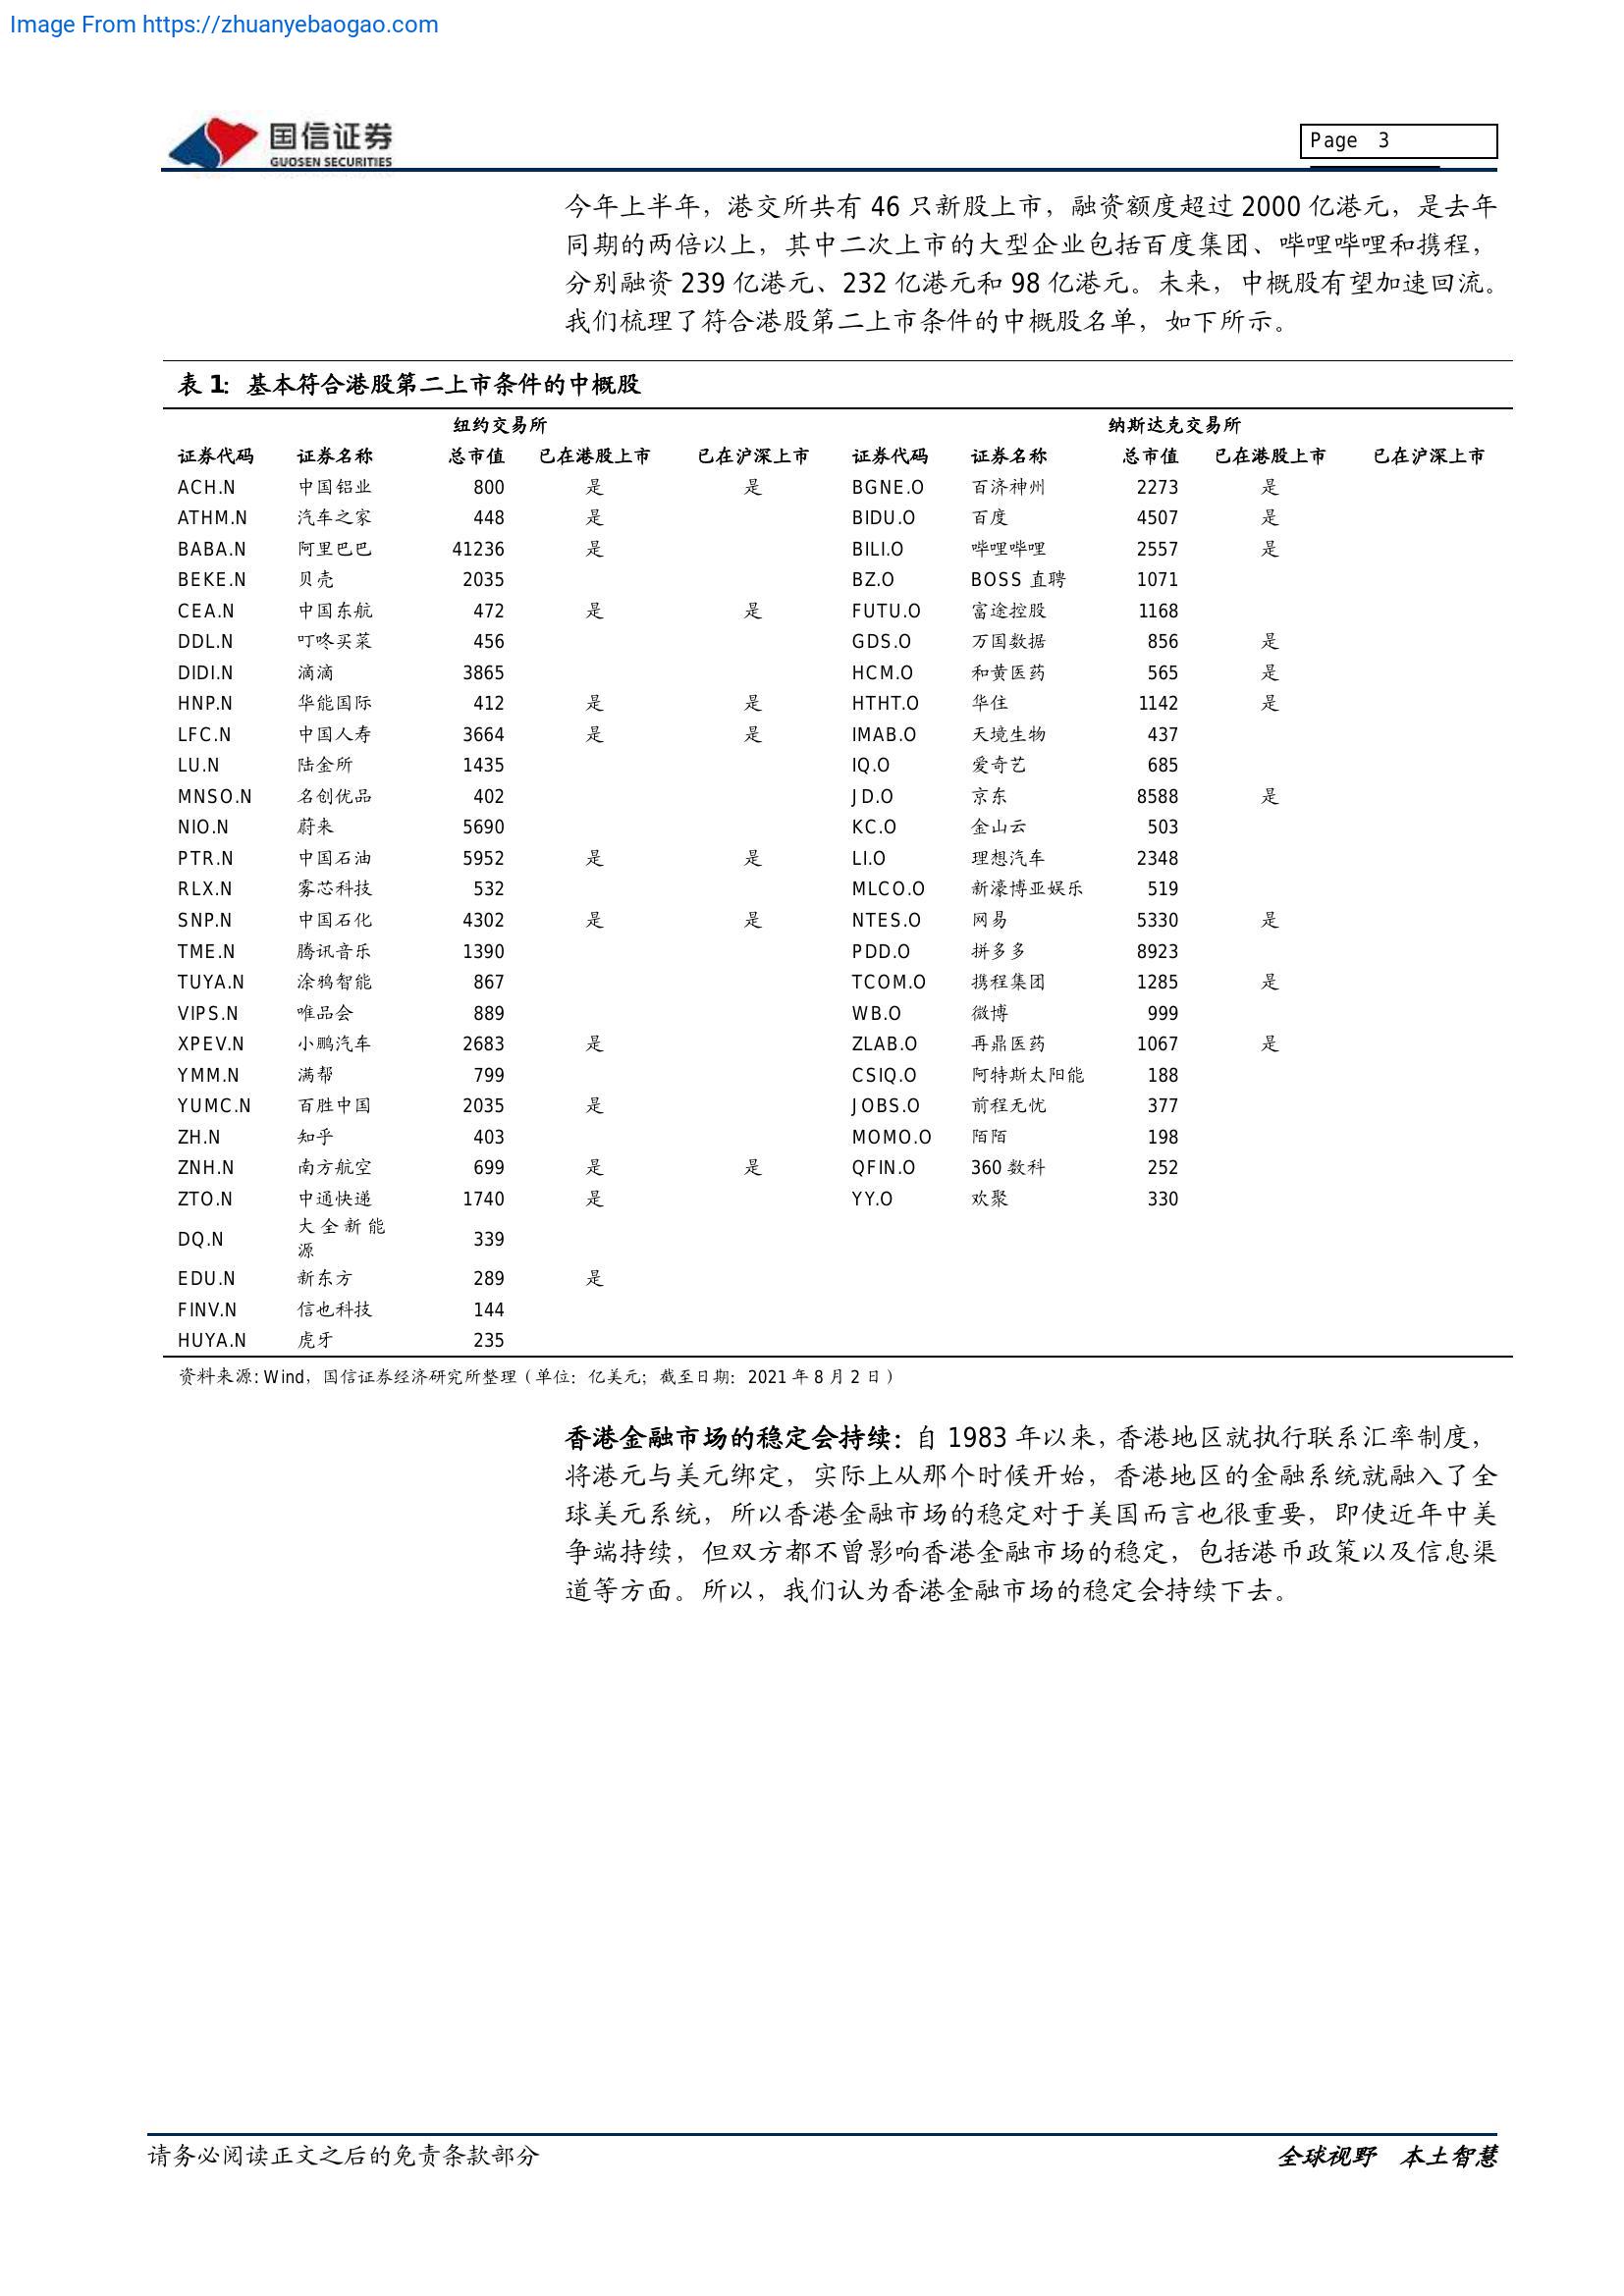 Image From https://zhuanyebaogao.com
国信证券
GUOSEN SECURITIES
Page 3
今年上半年，港交所共有 46 只新股上市，融资额度超过 2000 亿港元，是去年
同期的两倍以上，其中二次上市的大型企业包括百度集团、哔哩哔哩和携程，
分别融资 239 亿港元、232 亿港元和 98 亿港元。未来，中概股有望加速回流。
我们梳理了符合港股第二上市条件的中概股名单，如下所示。
表 1：基本符合港股第二上市条件的中概股
纽约交易所 纳斯达克交易所
证券代码 证券名称 总市值 已在港股上市 已在沪深上市 证券代码 证券名称 总市值 已在港股上市 已在沪深上市
ACH.N 中国铝业 800 是 是 BGNE.O 百济神州 2273 是
ATHM.N 汽车之家 448 是 BIDU.O 百度 4507 是
BABA.N 阿里巴巴 41236 是 BILI.O 哔哩哔哩 2557 是
BEKE.N 贝壳 2035 BZ.O BOSS 直聘 1071
CEA.N 中国东航 472 是 是 FUTU.O 富途控股 1168
DDL.N 叮咚买菜 456 GDS.O 万国数据 856 是
DIDI.N 滴滴 3865 HCM.O 和黄医药 565 是
HNP.N 华能国际 412 是 是 HTHT.O 华住 1142 是
LFC.N 中国人寿 3664 是 是 IMAB.O 天境生物 437
LU.N 陆金所 1435 IQ.O 爱奇艺 685
MNSO.N 名创优品 402 JD.O 京东 8588 是
NIO.N 蔚来 5690 KC.O 金山云 503
PTR.N 中国石油 5952 是 是 LI.O 理想汽车 2348
RLX.N 雾芯科技 532 MLCO.O 新濠博亚娱乐 519
SNP.N 中国石化 4302 是 是 NTES.O 网易 5330 是
TME.N 腾讯音乐 1390 PDD.O 拼多多 8923
TUYA.N 涂鸦智能 867 TCOM.O 携程集团 1285 是
VIPS.N 唯品会 889 WB.O 微博 999
XPEV.N 小鹏汽车 2683 是 ZLAB.O 再鼎医药 1067 是
YMM.N 满帮 799 CSIQ.O 阿特斯太阳能 188
YUMC.N 百胜中国 2035 是 JOBS.O 前程无忧 377
ZH.N 知乎 403 MOMO.O 陌陌 198
ZNH.N 南方航空 699 是 是 QFIN.O 360 数科 252
ZTO.N 中通快递 1740 是 YY.O 欢聚 330
DQ.N 大全新能源 339
EDU.N 新东方 289 是
FINV.N 信也科技 144
HUYA.N 虎牙 235
资料来源：Wind，国信证券经济研究所整理（单位：亿美元；截至日期：2021 年 8 月 2 日）
香港金融市场的稳定会持续：自 1983 年以来，香港地区就执行联系汇率制度，
将港元与美元绑定，实际上从那个时候开始，香港地区的金融系统就融入了全
球美元系统，所以香港金融市场的稳定对于美国而言也很重要，即使近年中美
争端持续，但双方都不曾影响香港金融市场的稳定，包括港币政策以及信息渠
道等方面。所以，我们认为香港金融市场的稳定会持续下去。
请务必阅读正文之后的免责条款部分 全球视野 本土智慧